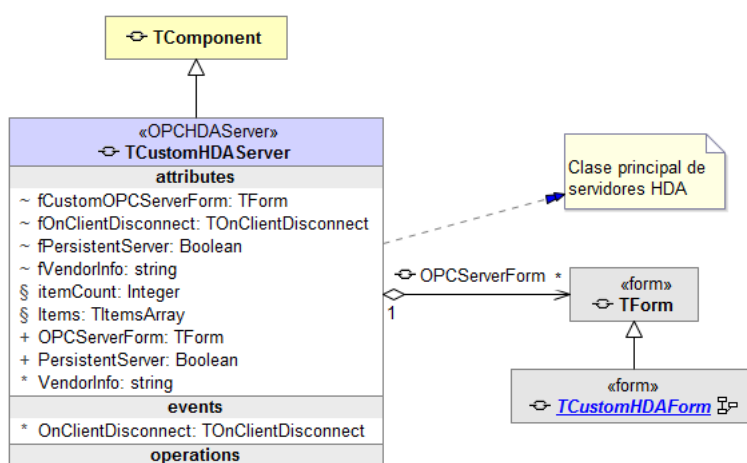 TComponent
«OPCHDAServer»
TCustomHDAServer
attributes
~ fCustomOPCServerForm: TForm
~ fOnClientDisconnect: TOnClientDisconnect
~ fPersistentServer: Boolean
~ fVendorInfo: string
§ itemCount: Integer
§ Items: TItemsArray
+ OPCServerForm: TForm
+ PersistentServer: Boolean
* VendorInfo: string
events
* OnClientDisconnect: TOnClientDisconnect
operations
Clase principal de
servidores HDA
OPCServerForm *
1
«form»
TForm
«form»
TCustomHDAForm